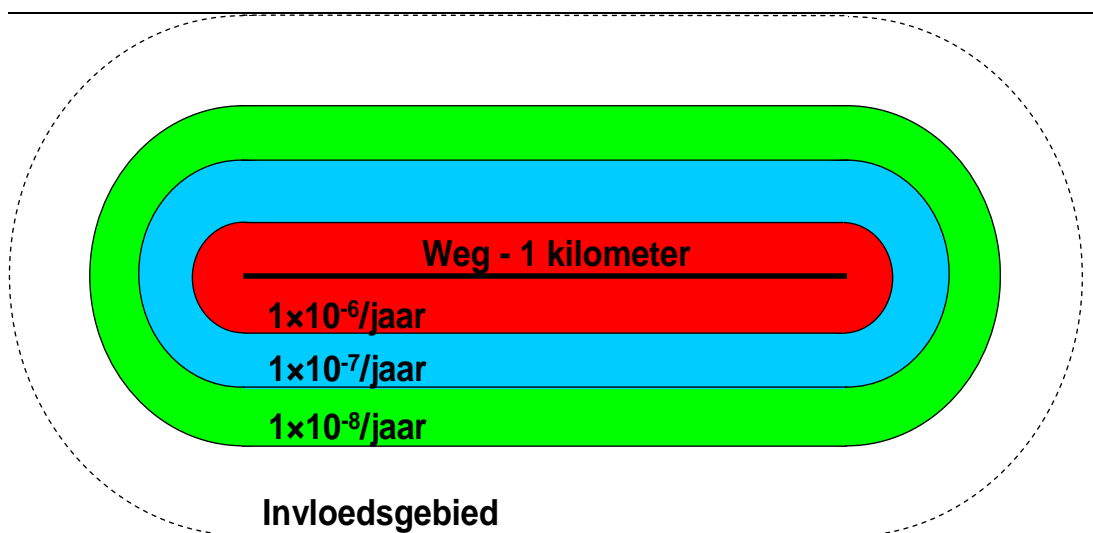 Weg - 1 kilometer
1×10⁻⁶/jaar
1×10⁻⁷/jaar
1×10⁻⁸/jaar
Invloedsgebied